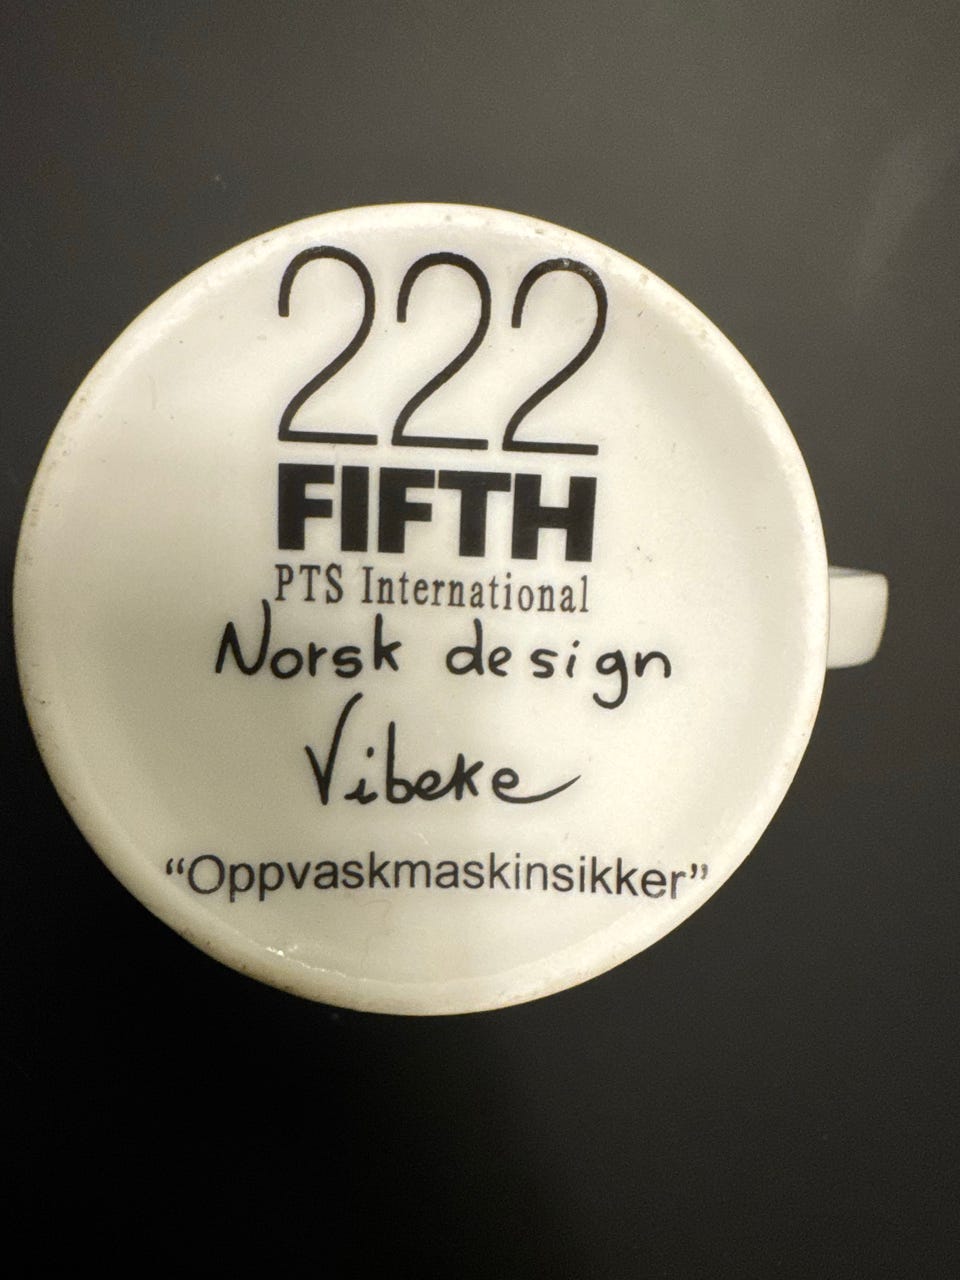 222
FIFTH
PTS International
Norsk design
Vibeke
“Oppvaskmaskinsikker”